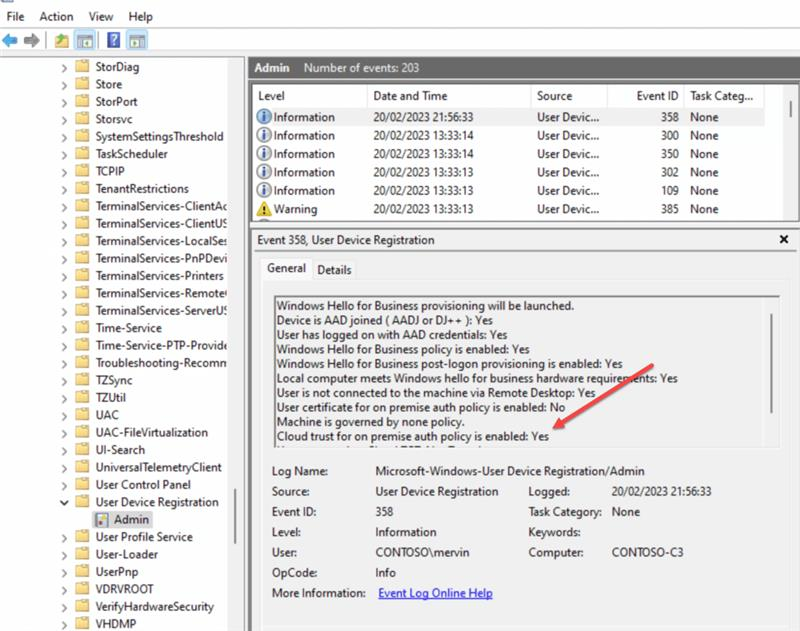 File Action View Help
StorDiag
Store
StorPort
Storsvc
SystemSettingsThreshold
TaskScheduler
TCPIP
TenantRestrictions
TerminalServices-ClientAc
TerminalServices-ClientUS
TerminalServices-LocalSes
TerminalServices-PnPDevi
TerminalServices-Printers
TerminalServices-Remote
TerminalServices-ServerUS
Time-Service
Time-Service-PTP-Provide
Troubleshooting-Recomm
TZSync
TZUtil
UAC
UAC-FileVirtualization
UI-Search
UniversalTelemetryClient
User Control Panel
User Device Registration
Admin
User Profile Service
User-Loader
UserPnp
VDRVROOT
VerifyHardwareSecurity
VHDMP
Admin Number of events: 203
Level Date and Time Source Event ID Task Categ...
Information 20/02/2023 21:56:33 User Devic... 358 None
Information 20/02/2023 13:33:14 User Devic... 300 None
Information 20/02/2023 13:33:14 User Devic... 350 None
Information 20/02/2023 13:33:13 User Devic... 302 None
Information 20/02/2023 13:33:13 User Devic... 109 None
Warning 20/02/2023 13:33:13 User Devic... 385 None
Event 358, User Device Registration
General Details
Windows Hello for Business provisioning will be launched.
Device is AAD joined ( AADJ or DJ++ ): Yes
User has logged on with AAD credentials: Yes
Windows Hello for Business policy is enabled: Yes
Windows Hello for Business post-logon provisioning is enabled: Yes
Local computer meets Windows hello for business hardware requirements: Yes
User is not connected to the machine via Remote Desktop: Yes
User certificate for on premise auth policy is enabled: No
Machine is governed by none policy.
Cloud trust for on premise auth policy is enabled: Yes
Log Name: Microsoft-Windows-User Device Registration/Admin
Source: User Device Registration Logged: 20/02/2023 21:56:33
Event ID: 358 Task Category: None
Level: Information Keywords:
User: CONTOSO\mervin Computer: CONTOSO-C3
OpCode: Info
More Information: Event Log Online Help